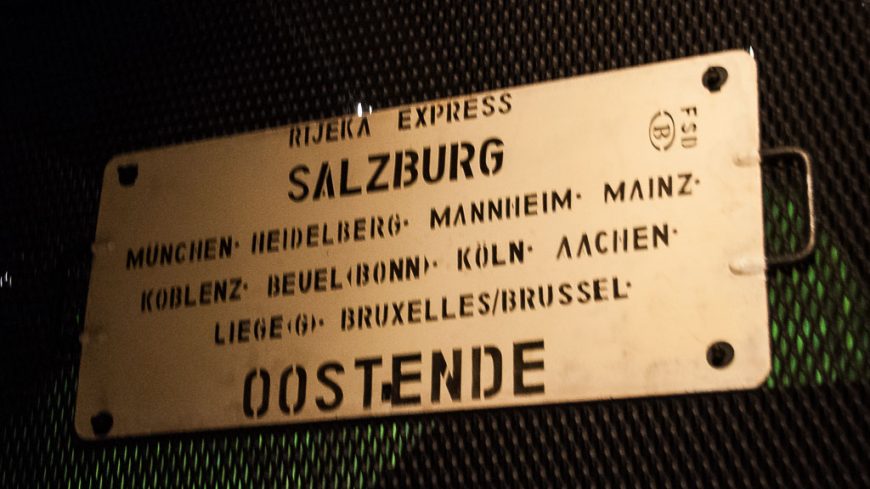 RIJEKA EXPRESS
SALZBURG
MÜNCHEN· HEIDELBERG· MANNHEIM· MAINZ·
KOBLENZ· BEUEL(BONN)· KÖLN· AACHEN·
LIEGE(G)· BRUXELLES/BRUSSEL·
OOSTENDE
FSD
(B)